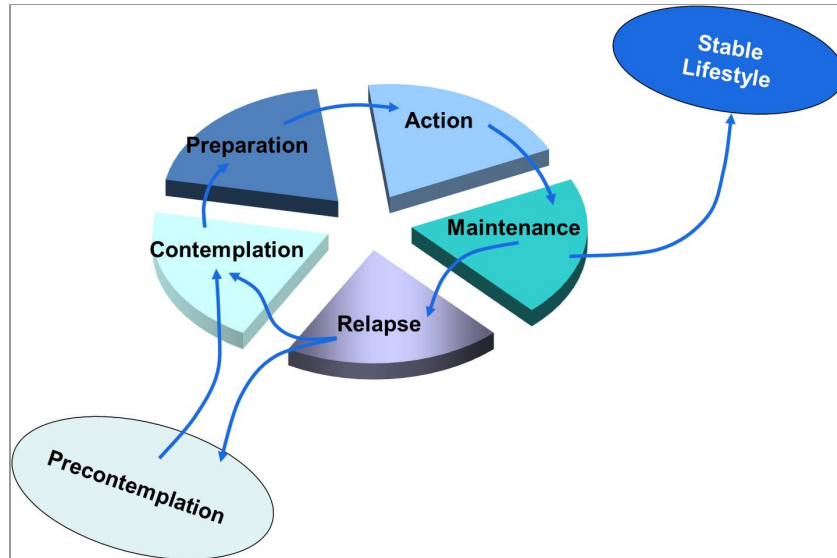 Stable
Lifestyle
Action
Preparation
Maintenance
Contemplation
Relapse
Precontemplation